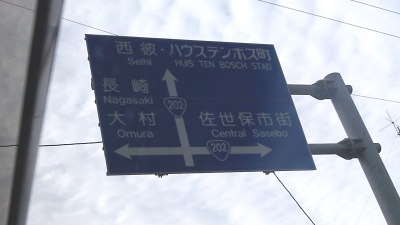 西彼・ハウステンボス町
Seihi HUIS TEN BOSCH STAD
長崎
Nagasaki
202
大村 佐世保市街
Omura Central Sasebo
202